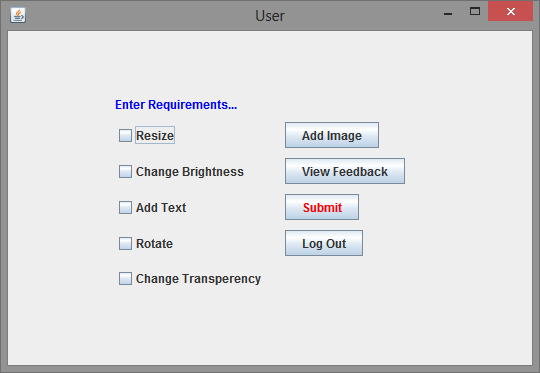 User
Enter Requirements...
Resize
Add Image
Change Brightness
View Feedback
Add Text
Submit
Rotate
Log Out
Change Transperency